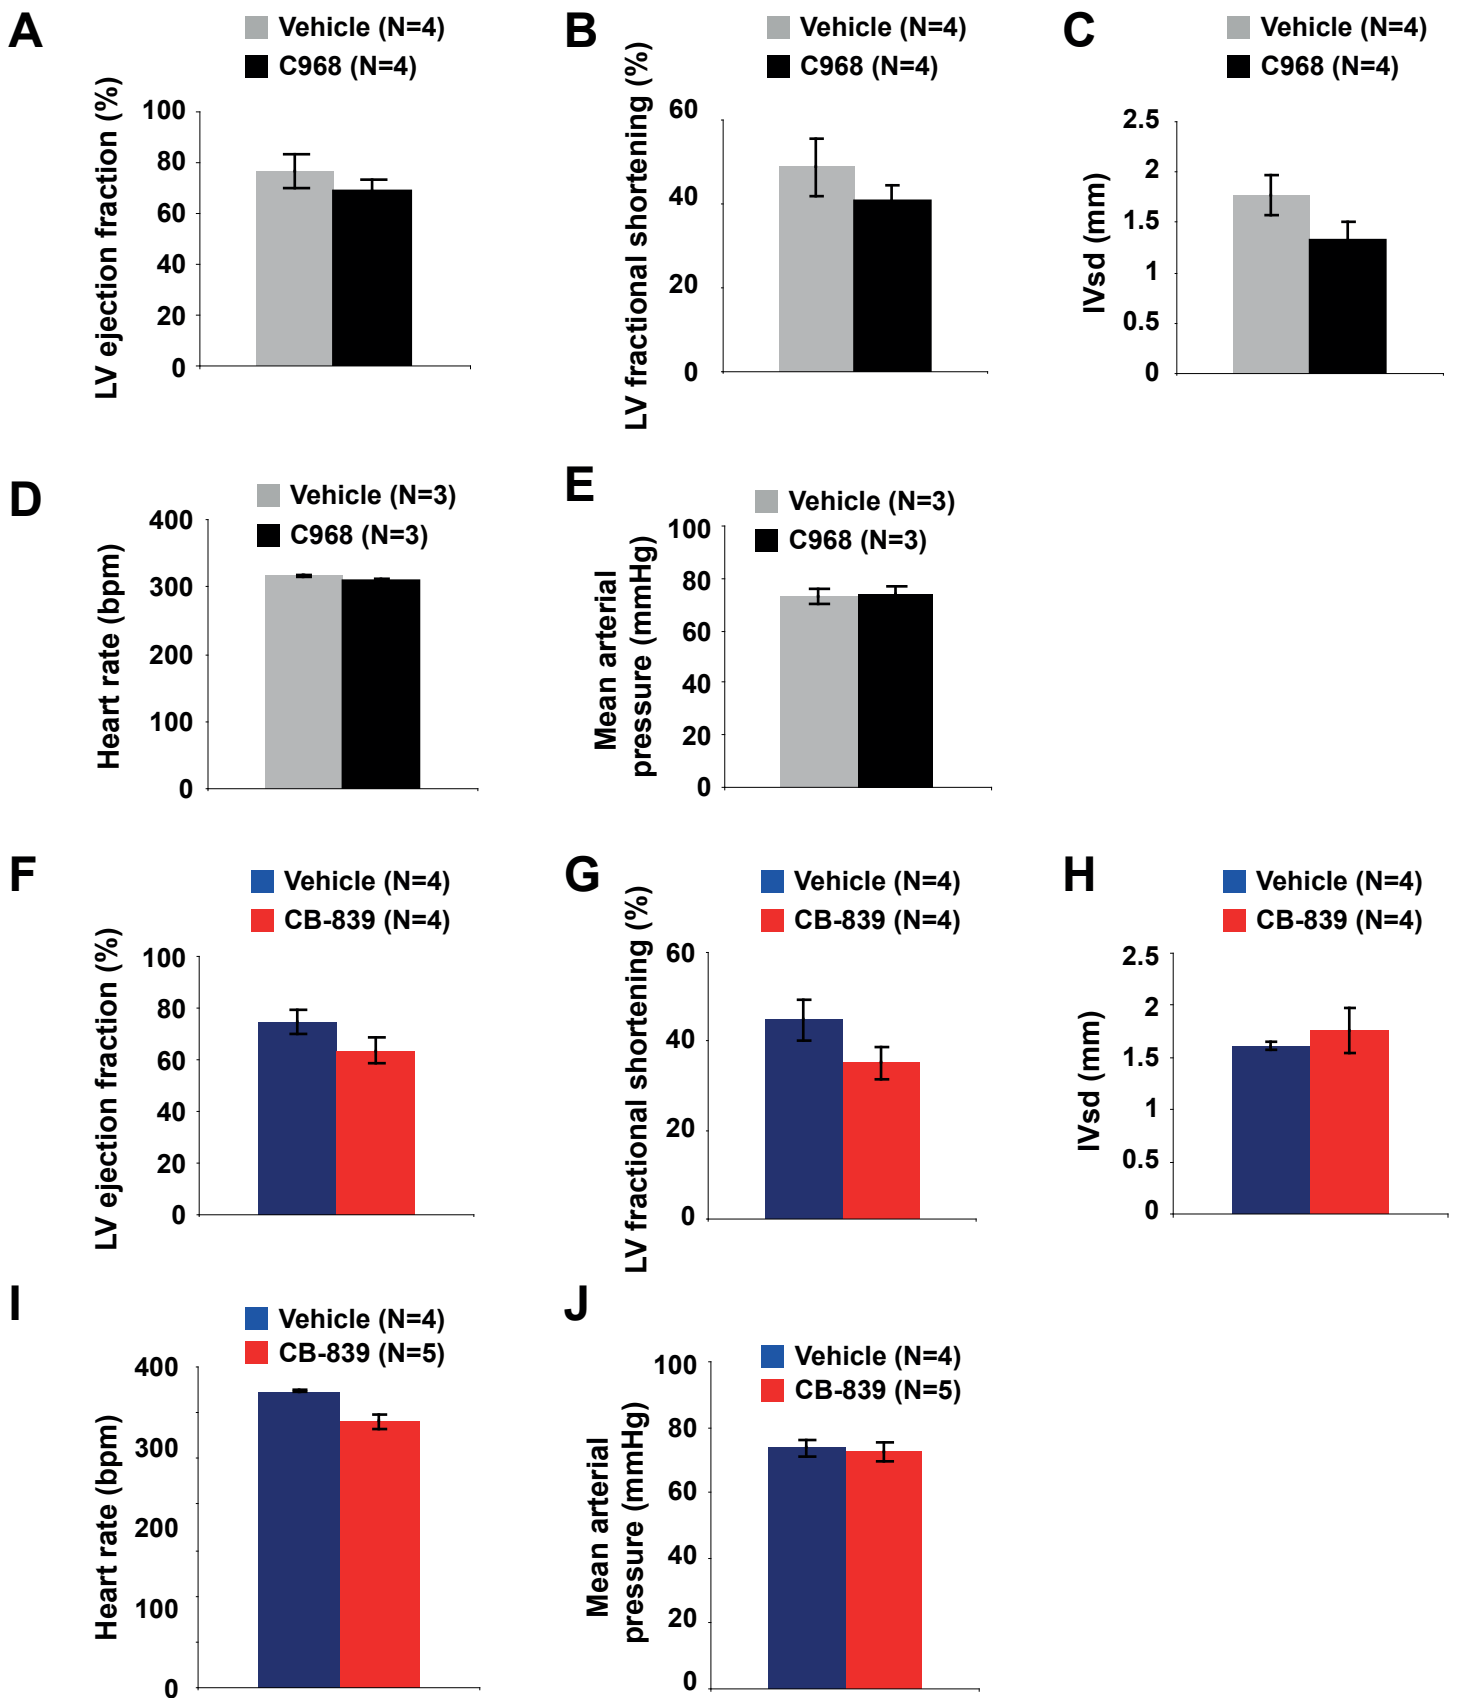 A
Vehicle (N=4)
C968 (N=4)
LV ejection fraction (%)
100
80
60
40
20
0
B
Vehicle (N=4)
C968 (N=4)
LV fractional shortening (%)
60
40
20
0
C
Vehicle (N=4)
C968 (N=4)
IVsd (mm)
2.5
2
1.5
1
0.5
0
D
Vehicle (N=3)
C968 (N=3)
Heart rate (bpm)
400
300
200
100
0
E
Vehicle (N=3)
C968 (N=3)
Mean arterial
pressure (mmHg)
100
80
60
40
20
0
F
Vehicle (N=4)
CB-839 (N=4)
LV ejection fraction (%)
100
80
60
40
20
0
G
Vehicle (N=4)
CB-839 (N=4)
LV fractional shortening (%)
60
40
20
0
H
Vehicle (N=4)
CB-839 (N=4)
IVsd (mm)
2.5
2
1.5
1
0.5
0
I
Vehicle (N=4)
CB-839 (N=5)
Heart rate (bpm)
400
300
200
100
0
J
Vehicle (N=4)
CB-839 (N=5)
Mean arterial
pressure (mmHg)
100
80
60
40
20
0